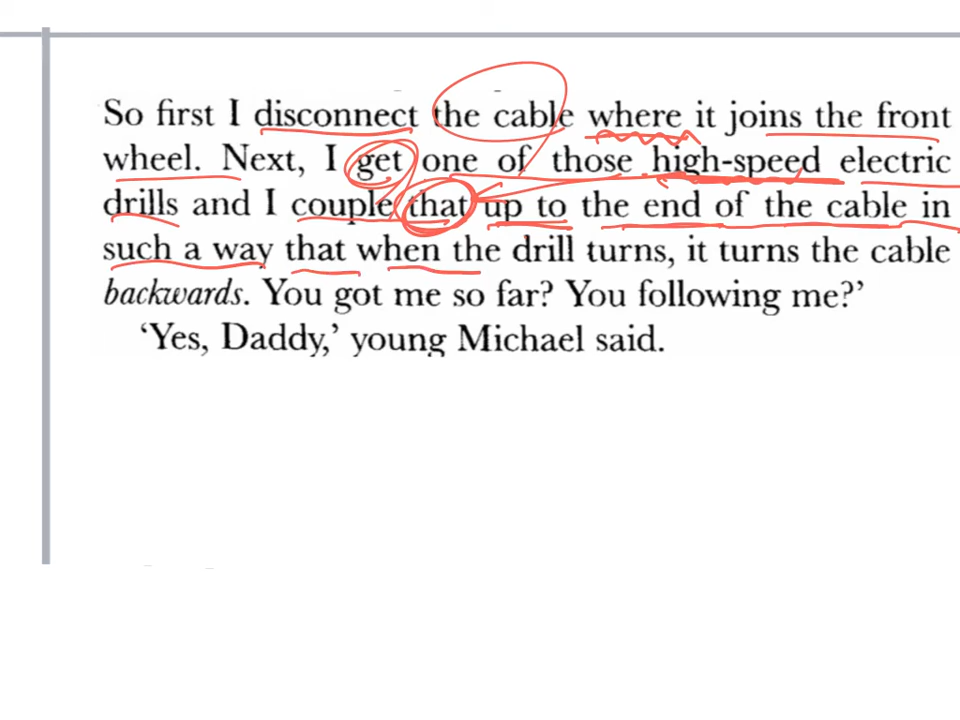 So first I disconnect the cable where it joins the front
wheel. Next, I get one of those high-speed electric
drills and I couple that up to the end of the cable in
such a way that when the drill turns, it turns the cable
backwards. You got me so far? You following me?’
‘Yes, Daddy,’ young Michael said.